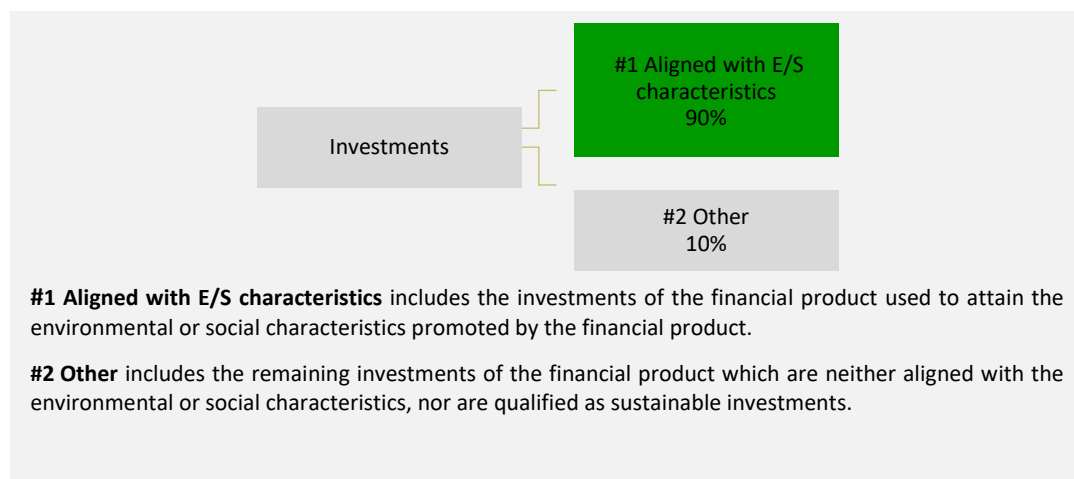 #1 Aligned with E/S
characteristics
90%
Investments
#2 Other
10%
#1 Aligned with E/S characteristics includes the investments of the financial product used to attain the
environmental or social characteristics promoted by the financial product.
#2 Other includes the remaining investments of the financial product which are neither aligned with the
environmental or social characteristics, nor are qualified as sustainable investments.